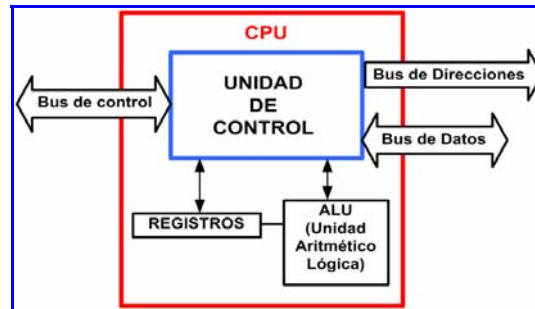 CPU
UNIDAD
DE
CONTROL
Bus de control
Bus de Direcciones
Bus de Datos
REGISTROS
ALU
(Unidad
Aritmético
Lógica)